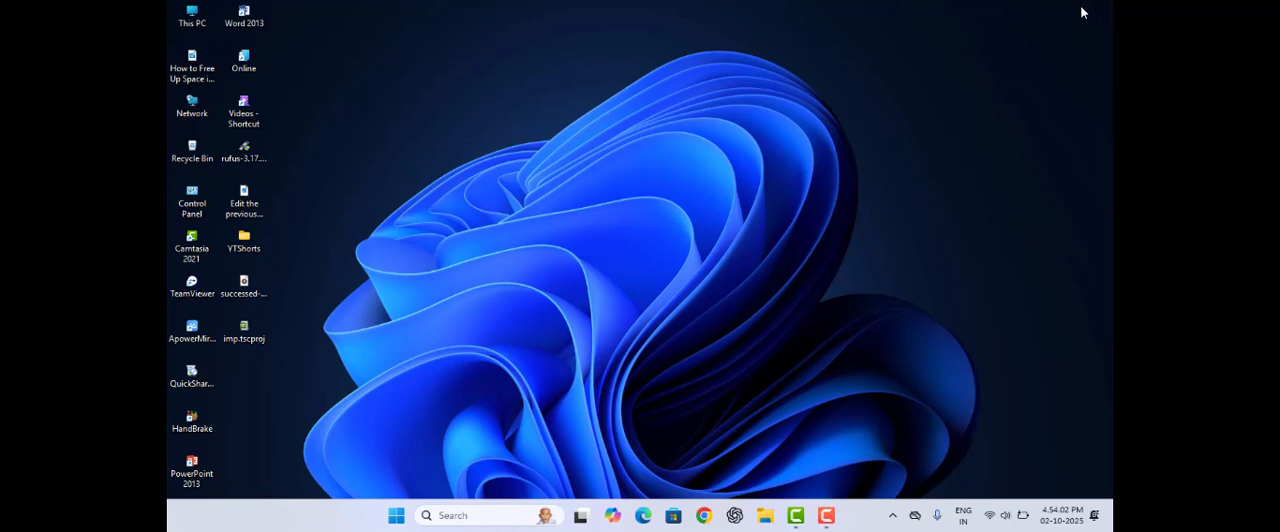 This PC
Word 2013
How to Free
Up Space i...
Online
Network
Videos -
Shortcut
Recycle Bin
rufus-3.17....
Control
Panel
Edit the
previous...
Camtasia
2021
YTShorts
TeamViewer
successed-...
ApowerMir...
imp.tscproj
QuickShar...
HandBrake
PowerPoint
2013
Search
ENG
IN
4.54.02 PM
02-10-2025